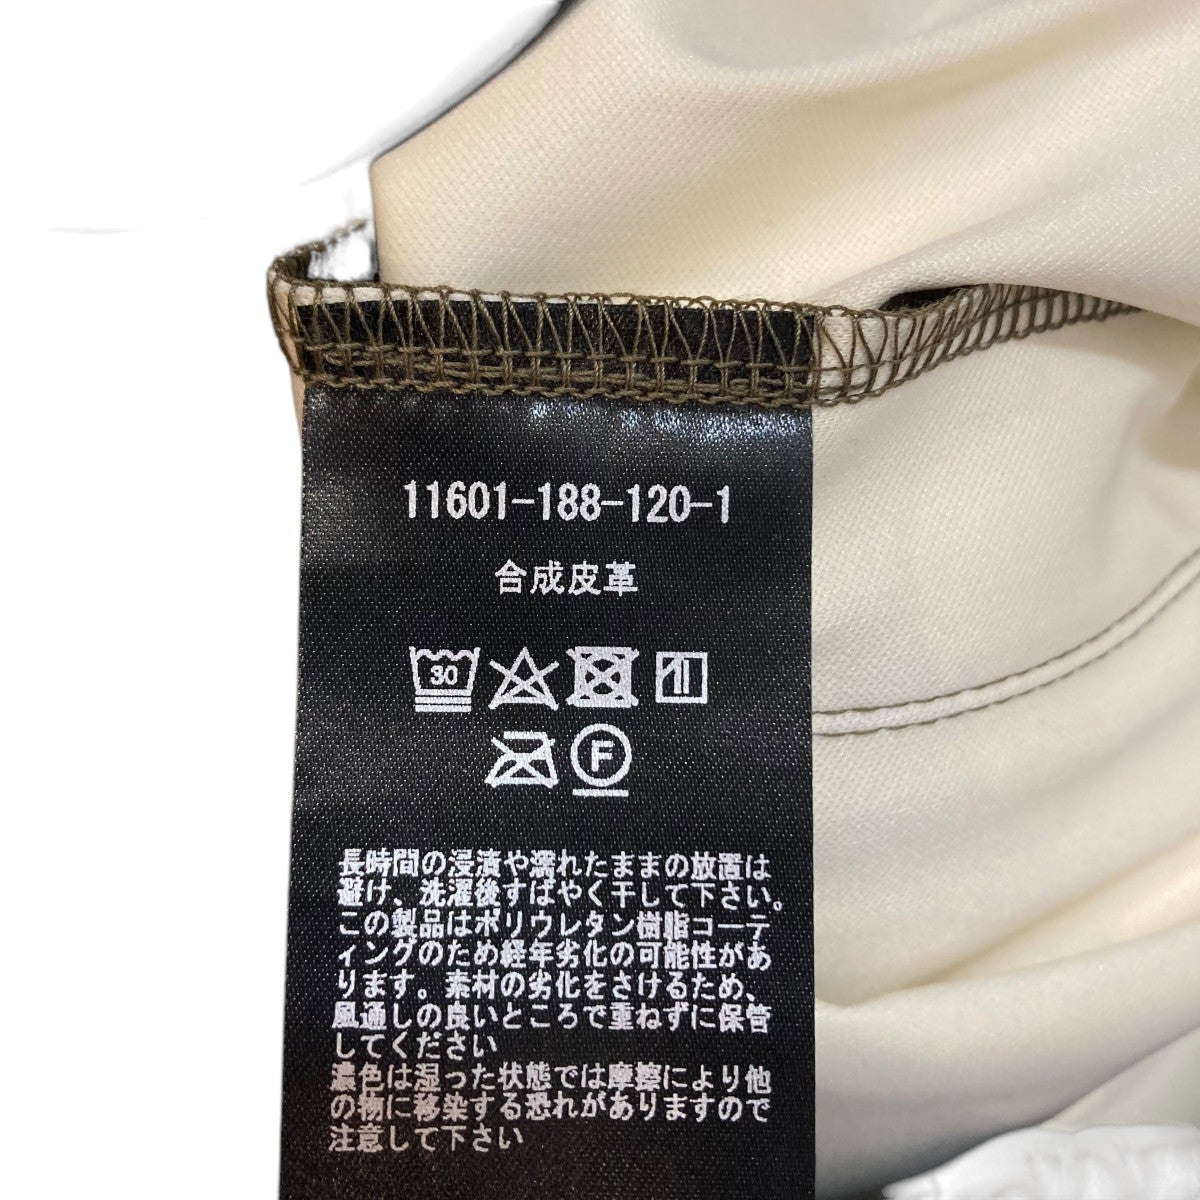 11601-188-120-1
合成皮革
30
F
長時間の浸漬や濡れたままの放置は
避け、洗濯後すばやく干して下さい。
この製品はポリウレタン樹脂コーテ
ィングのため経年劣化の可能性があ
ります。素材の劣化をさけるため、
風通しの良いところで重ねずに保管
してください
濃色は湿った状態では摩擦により他
の物に移染する恐れがありますので
注意して下さい